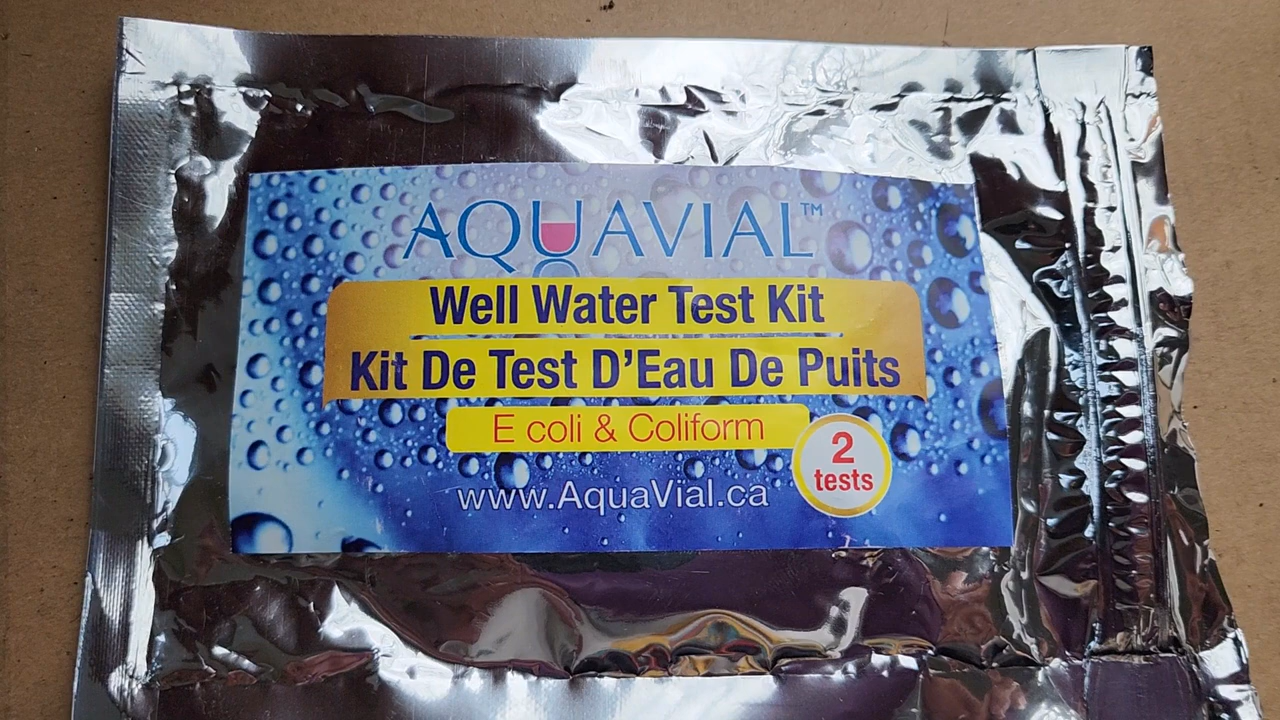 AQUAVIAL™
Well Water Test Kit
Kit De Test D'Eau De Puits
E coli & Coliform
2
tests
www.AquaVial.ca